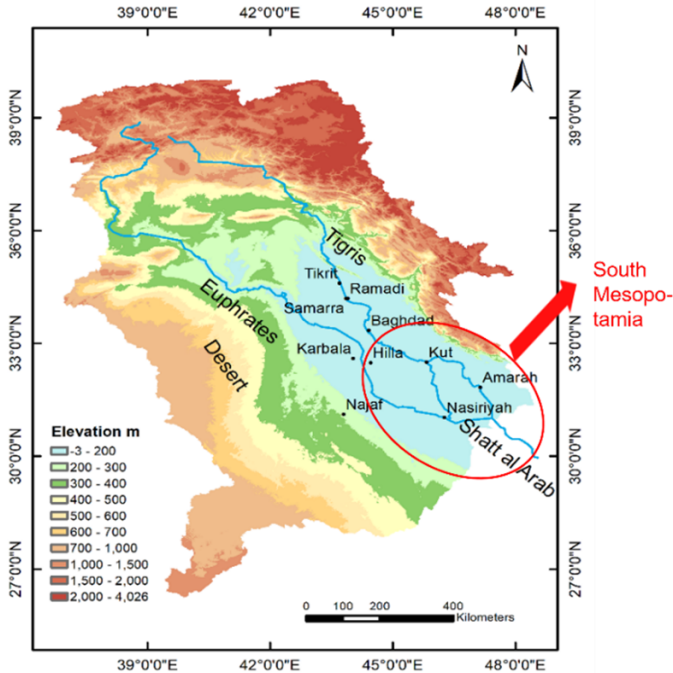 39°0'0"E 42°0'0"E 45°0'0"E 48°0'0"E
N
39°0'0"N
39°0'0"N
36°0'0"N
36°0'0"N
Tigris
Tikrit
Ramadi
Samarra
Baghdad
Euphrates
South
Mesopo-
tamia
33°0'0"N
33°0'0"N
Karbala
Hilla
Kut
Desert
Amarah
Najaf
Nasiriyah
Shatt al Arab
30°0'0"N
30°0'0"N
27°0'0"N
27°0'0"N
Elevation m
-3 - 200
200 - 300
300 - 400
400 - 500
500 - 600
600 - 700
700 - 1,000
1,000 - 1,500
1,500 - 2,000
2,000 - 4,026
0 100 200 400
Kilometers
39°0'0"E 42°0'0"E 45°0'0"E 48°0'0"E